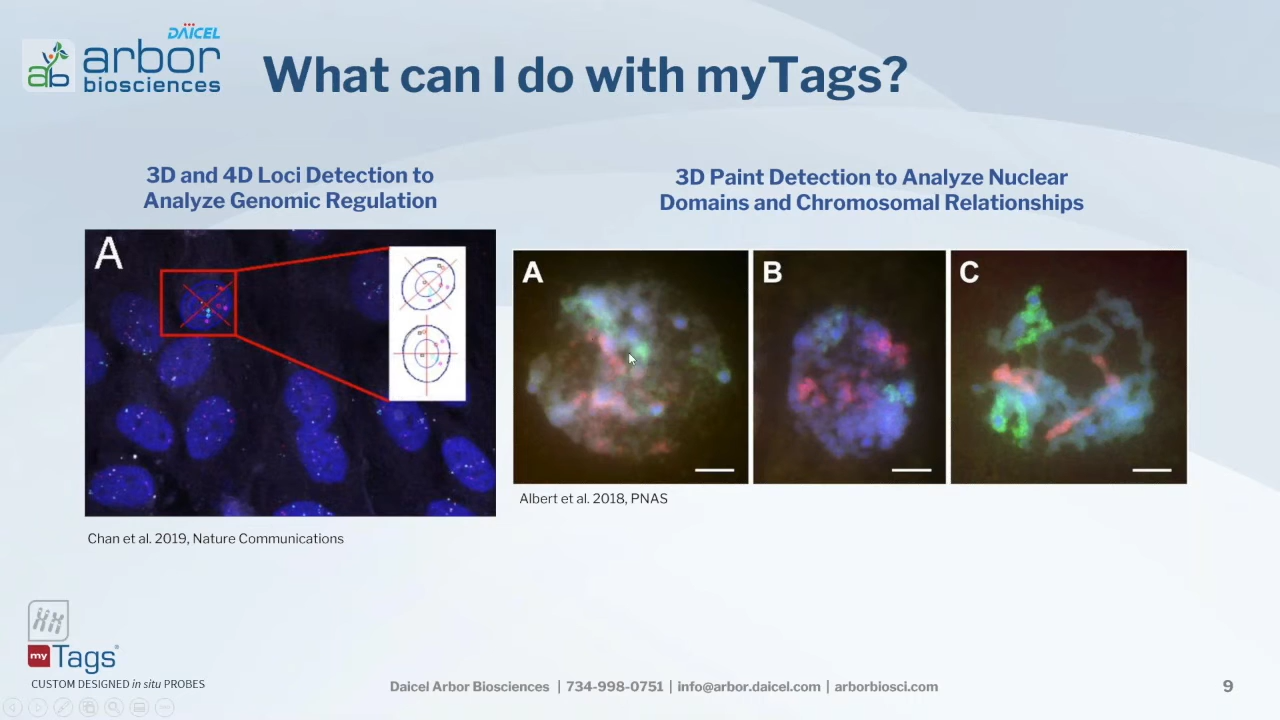 DAÏCEL
arbor
biosciences
ab
What can I do with myTags?
3D and 4D Loci Detection to
Analyze Genomic Regulation
3D Paint Detection to Analyze Nuclear
Domains and Chromosomal Relationships
A
A
B
C
Albert et al. 2018, PNAS
Chan et al. 2019, Nature Communications
my Tags®
CUSTOM DESIGNED in situ PROBES
Daicel Arbor Biosciences | 734-998-0751 | info@arbor.daicel.com | arborbiosci.com
9